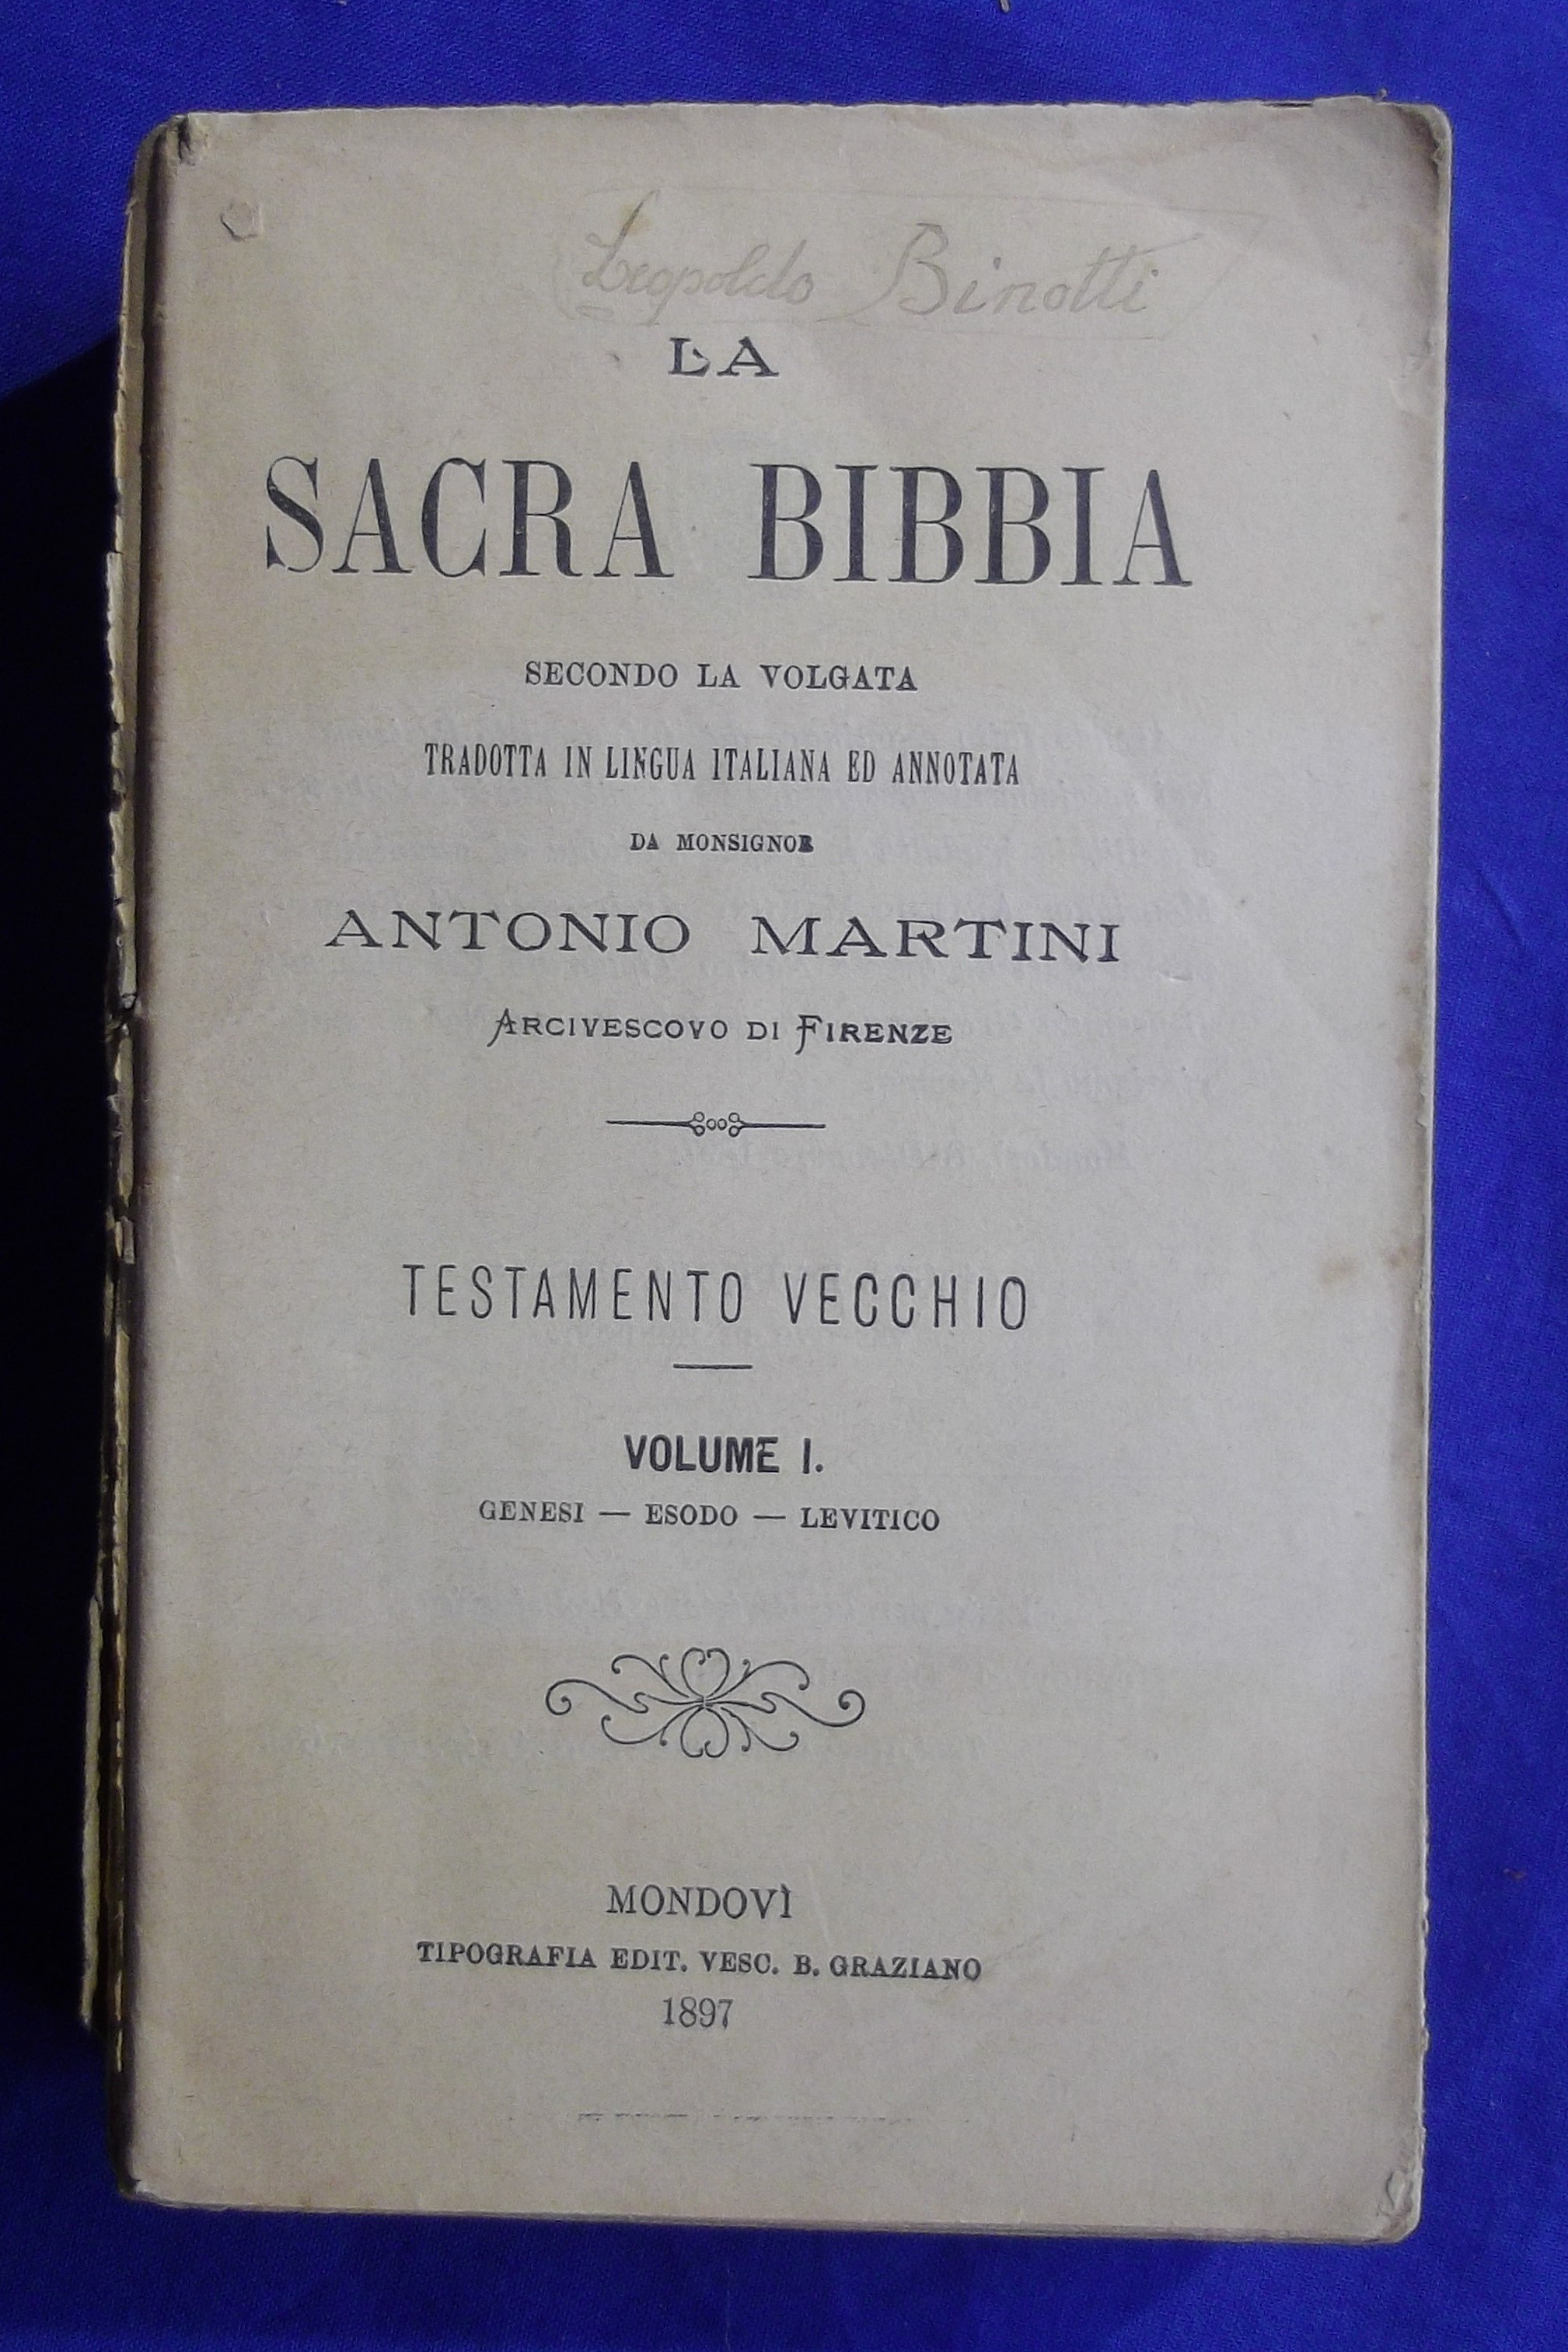 Leopoldo Binotti
LA
SACRA BIBBIA
SECONDO LA VOLGATA
TRADOTTA IN LINGUA ITALIANA ED ANNOTATA
DA MONSIGNOR
ANTONIO MARTINI
ARCIVESCOVO DI FIRENZE
TESTAMENTO VECCHIO
VOLUME I.
GENESI — ESODO — LEVITICO
MONDOVÌ
TIPOGRAFIA EDIT. VESC. B. GRAZIANO
1897